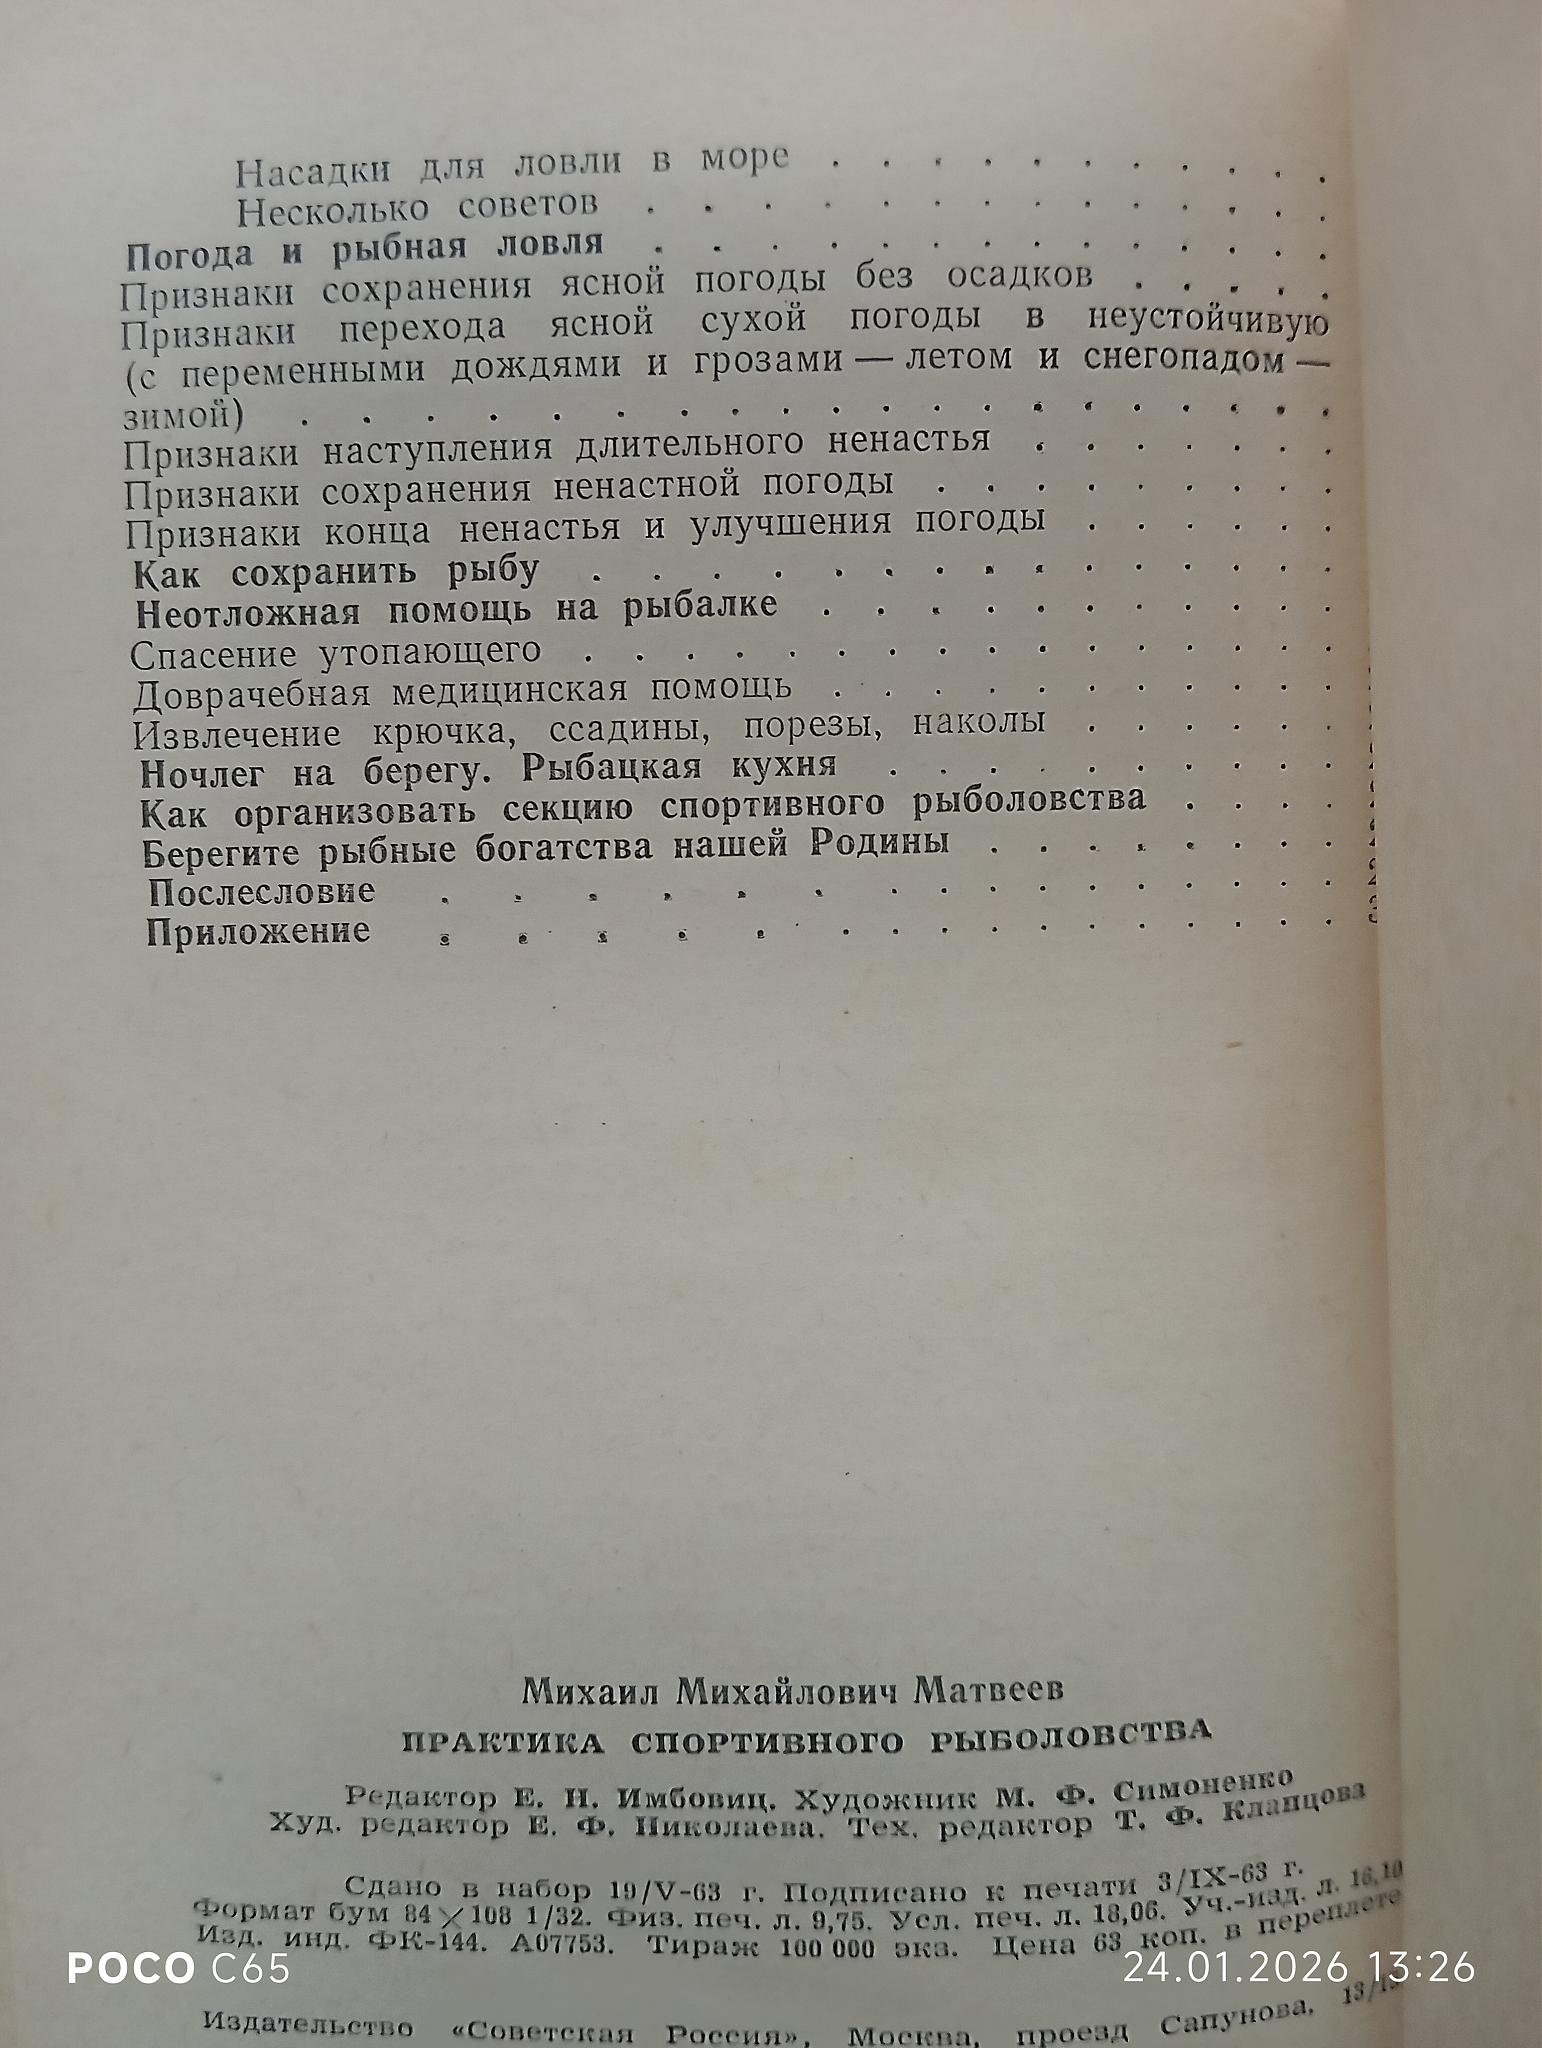 Насадки для ловли в море . . . . . . . . . . .
Несколько советов . . . . . . . . . . . . .
Погода и рыбная ловля . . . . . . . . . . . . .
Признаки сохранения ясной погоды без осадков . . . . .
Признаки перехода ясной сухой погоды в неустойчивую
(с переменными дождями и грозами — летом и снегопадом —
зимой) . . . . . . . . . . . . . . . . . .
Признаки наступления длительного ненастья . . . . . . .
Признаки сохранения ненастной погоды . . . . . . . . .
Признаки конца ненастья и улучшения погоды . . . . . .
Как сохранить рыбу . . . . . . . . . . . . . .
Неотложная помощь на рыбалке . . . . . . . . . . .
Спасение утопающего . . . . . . . . . . . . . . .
Доврачебная медицинская помощь . . . . . . . . . . .
Извлечение крючка, ссадины, порезы, наколы . . . . . .
Ночлег на берегу. Рыбацкая кухня . . . . . . . . . .
Как организовать секцию спортивного рыболовства . . . .
Берегите рыбные богатства нашей Родины . . . . . . . .
Послесловие . . . . . . . . . . . . . . .
Приложение . . . . . . . . . . . . . . . .
Михаил Михайлович Матвеев
ПРАКТИКА СПОРТИВНОГО РЫБОЛОВСТВА
Редактор Е. Н. Имбовиц. Художник М. Ф. Симоненко
Худ. редактор Е. Ф. Николаева. Тех. редактор Т. Ф. Клапцова
Сдано в набор 19/V-63 г. Подписано к печати 3/IX-63 г.
Формат бум 84×108 1/32. Физ. печ. л. 9,75. Усл. печ. л. 18,06. Уч.-изд. л. 16,10
Изд. инд. ФК-144. А07753. Тираж 100 000 экз. Цена 63 коп. в переплете
POCO C65
24.01.2026 13:26
Издательство «Советская Россия», Москва, проезд Сапунова,